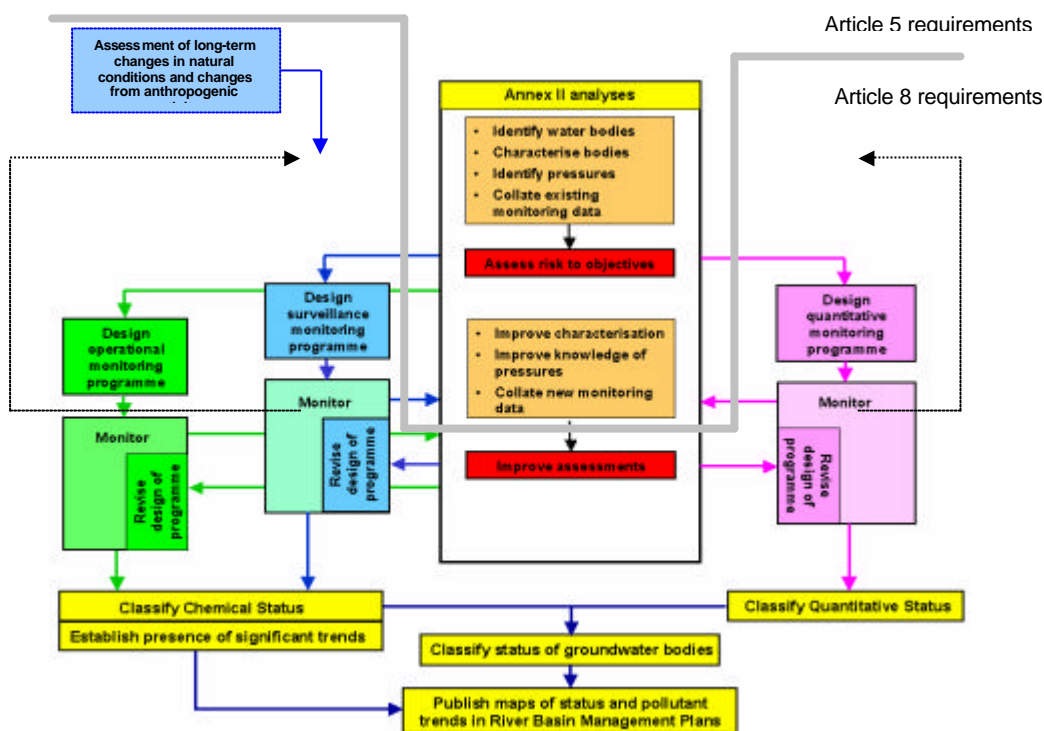 Article 5 requirements
Assessment of long-term
changes in natural
conditions and changes
from anthropogenic
Article 8 requirements
Annex II analyses
• Identify water bodies
• Characterise bodies
• Identify pressures
• Collate existing
monitoring data
Assess risk to objectives
Design
surveillance
monitoring
programme
Design
quantitative
monitoring
programme
Design
operational
monitoring
programme
• Improve characterisation
• Improve knowledge of
pressures
• Collate new monitoring
data
Monitor
Monitor
Monitor
Revise
design of
programme
Revise
design of
programme
Revise
design of
programme
Improve assessments
Classify Chemical Status
Classify Quantitative Status
Establish presence of significant trends
Classify status of groundwater bodies
Publish maps of status and pollutant
trends in River Basin Management Plans